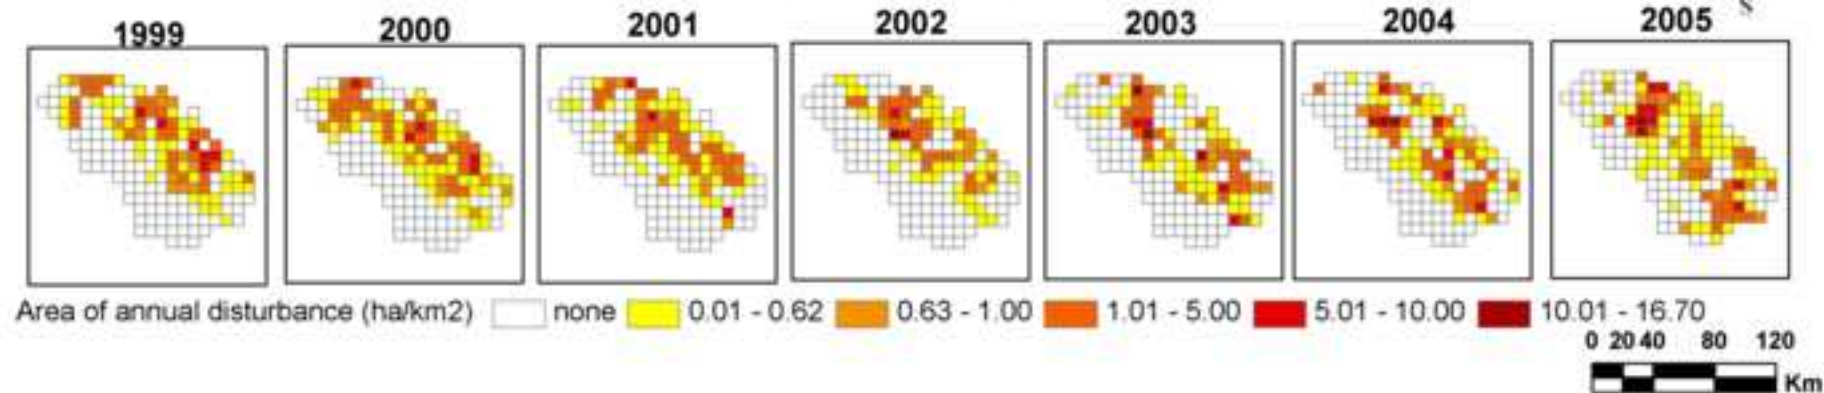 1999 2000 2001 2002 2003 2004 2005
Area of annual disturbance (ha/km2) none 0.01 - 0.62 0.63 - 1.00 1.01 - 5.00 5.01 - 10.00 10.01 - 16.70
0 20 40 80 120
Km